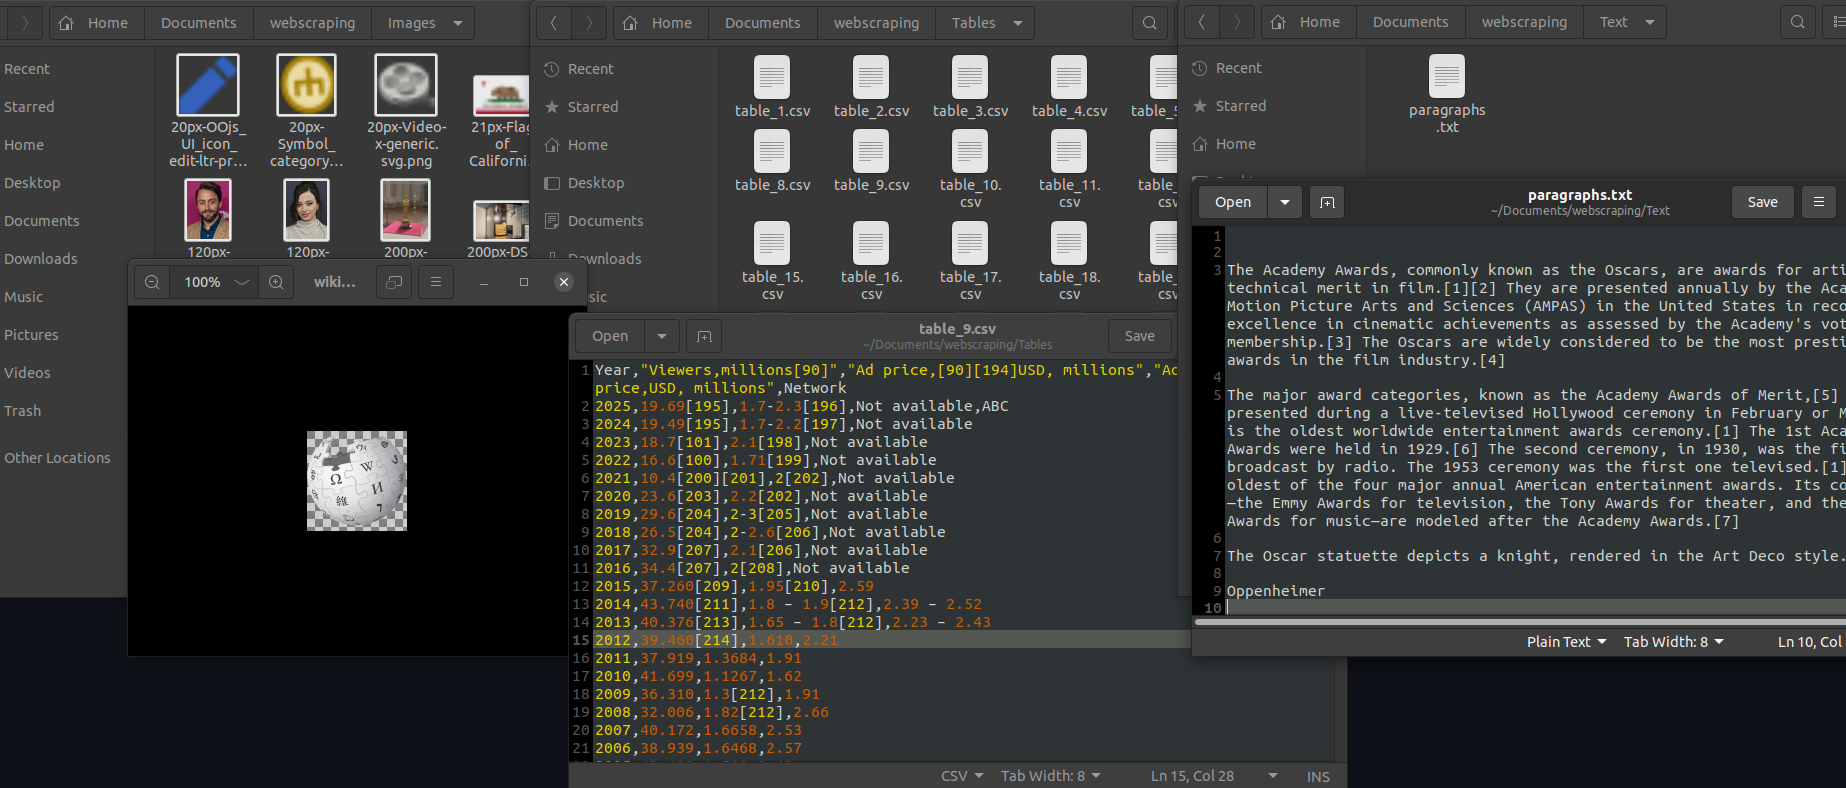 Home
Documents
webscraping
Images
Recent
Starred
Home
Desktop
Documents
Downloads
Music
Pictures
Videos
Trash
Other Locations
20px-OOjs_
UI_icon_
edit-ltr-pr…
20px-
Symbol_
category…
20px-Video-
x-generic.
svg.png
21px-Flag
of_
Californi
120px-
120px-
200px-
200px-DS
100%
wiki…
Ω
W
И
維
7
Home
Documents
webscraping
Tables
Recent
Starred
Home
Desktop
Documents
Downloads
table_1.csv
table_2.csv
table_3.csv
table_4.csv
table_8.csv
table_9.csv
table_10.
csv
table_11.
csv
table_
csv
table_15.
csv
table_16.
csv
table_17.
csv
table_18.
csv
table_
csv
Open
table_9.csv
~/Documents/webscraping/Tables
Save
1 Year,"Viewers,millions[90]","Ad price,[90][194]USD, millions","Ad
price,USD, millions",Network
2 2025,19.69[195],1.7-2.3[196],Not available,ABC
3 2024,19.49[195],1.7-2.2[197],Not available
4 2023,18.7[101],2.1[198],Not available
5 2022,16.6[100],1.71[199],Not available
6 2021,10.4[200][201],2[202],Not available
7 2020,23.6[203],2.2[202],Not available
8 2019,29.6[204],2-3[205],Not available
9 2018,26.5[204],2-2.6[206],Not available
10 2017,32.9[207],2.1[206],Not available
11 2016,34.4[207],2[208],Not available
12 2015,37.260[209],1.95[210],2.59
13 2014,43.740[211],1.8 – 1.9[212],2.39 – 2.52
14 2013,40.376[213],1.65 – 1.8[212],2.23 – 2.43
15 2012,39.460[214],1.610,2.21
16 2011,37.919,1.3684,1.91
17 2010,41.699,1.1267,1.62
18 2009,36.310,1.3[212],1.91
19 2008,32.006,1.82[212],2.66
20 2007,40.172,1.6658,2.53
21 2006,38.939,1.6468,2.57
CSV
Tab Width: 8
Ln 15, Col 28
INS
Home
Documents
webscraping
Text
Recent
Starred
Home
paragraphs
.txt
Open
paragraphs.txt
~/Documents/webscraping/Text
Save
1
2
3 The Academy Awards, commonly known as the Oscars, are awards for arti
technical merit in film.[1][2] They are presented annually by the Aca
Motion Picture Arts and Sciences (AMPAS) in the United States in reco
excellence in cinematic achievements as assessed by the Academy's vot
membership.[3] The Oscars are widely considered to be the most presti
awards in the film industry.[4]
4
5 The major award categories, known as the Academy Awards of Merit,[5]
presented during a live-televised Hollywood ceremony in February or M
is the oldest worldwide entertainment awards ceremony.[1] The 1st Aca
Awards were held in 1929.[6] The second ceremony, in 1930, was the fi
broadcast by radio. The 1953 ceremony was the first one televised.[1]
oldest of the four major annual American entertainment awards. Its co
—the Emmy Awards for television, the Tony Awards for theater, and the
Awards for music—are modeled after the Academy Awards.[7]
6
7 The Oscar statuette depicts a knight, rendered in the Art Deco style.
8
9 Oppenheimer
10
Plain Text
Tab Width: 8
Ln 10, Col